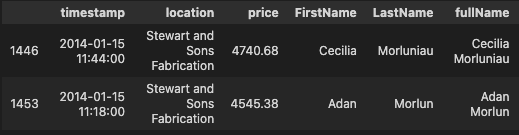 timestamp location price FirstName LastName fullName
Stewart and
1446 2014-01-15 Sons 4740.68 Cecilia Morluniau Cecilia
11:44:00 Fabrication Morluniau
Stewart and
1453 2014-01-15 Sons 4545.38 Adan Morlun Adan
11:18:00 Fabrication Morlun